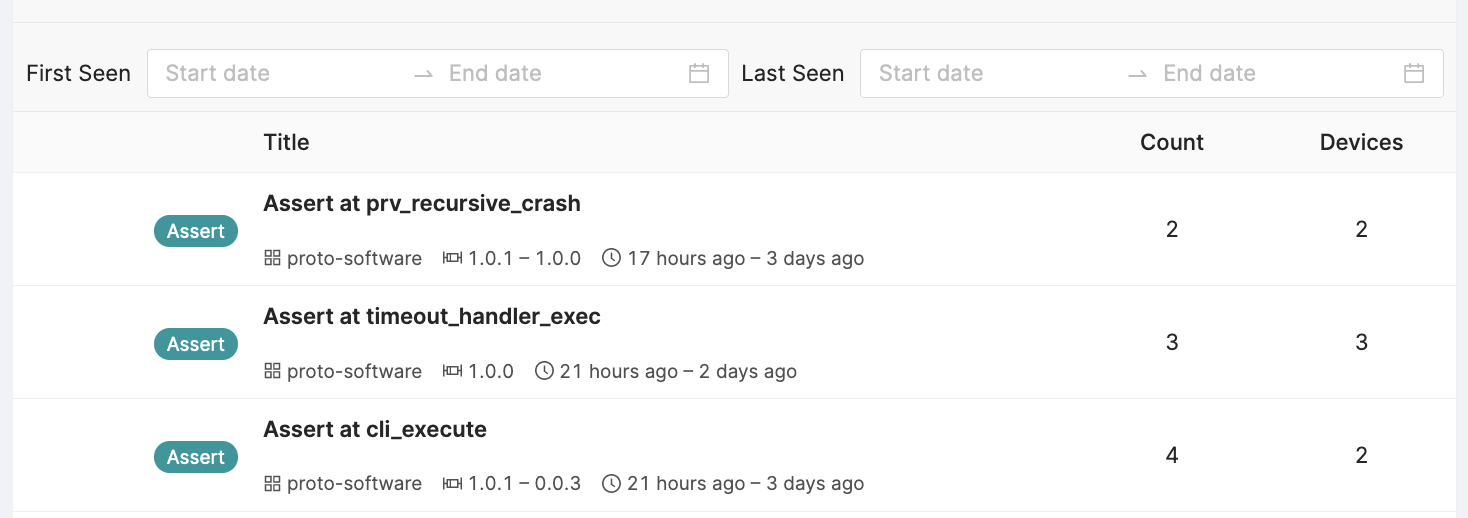 First Seen Start date → End date Last Seen Start date → End date
Title Count Devices
Assert at prv_recursive_crash
Assert 2 2
proto-software 1.0.1 – 1.0.0 17 hours ago – 3 days ago
Assert at timeout_handler_exec
Assert 3 3
proto-software 1.0.0 21 hours ago – 2 days ago
Assert at cli_execute
Assert 4 2
proto-software 1.0.1 – 0.0.3 21 hours ago – 3 days ago